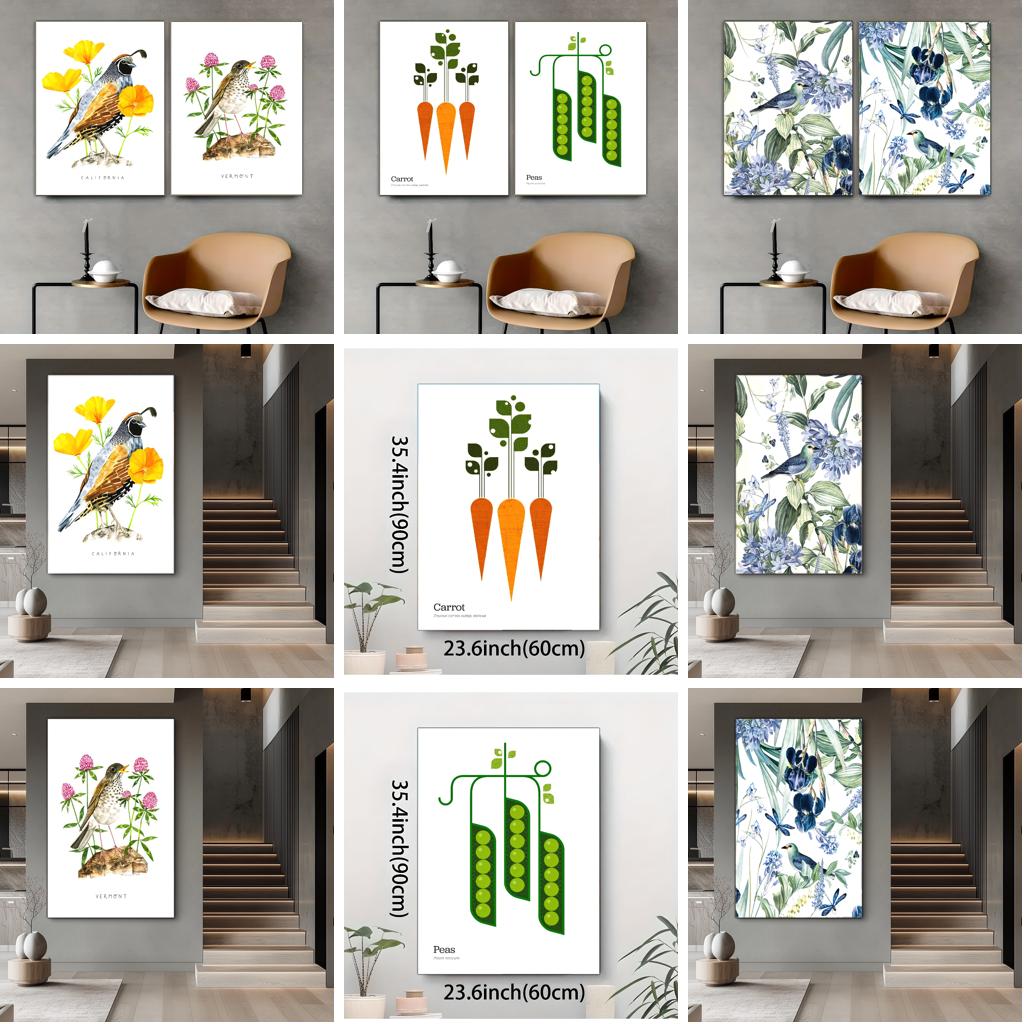 CALIFORNIA
VERMONT
Carrot
Peas
CALIFORNIA
35.4inch(90cm)
Carrot
23.6inch(60cm)
VERMONT
35.4inch(90cm)
Peas
23.6inch(60cm)